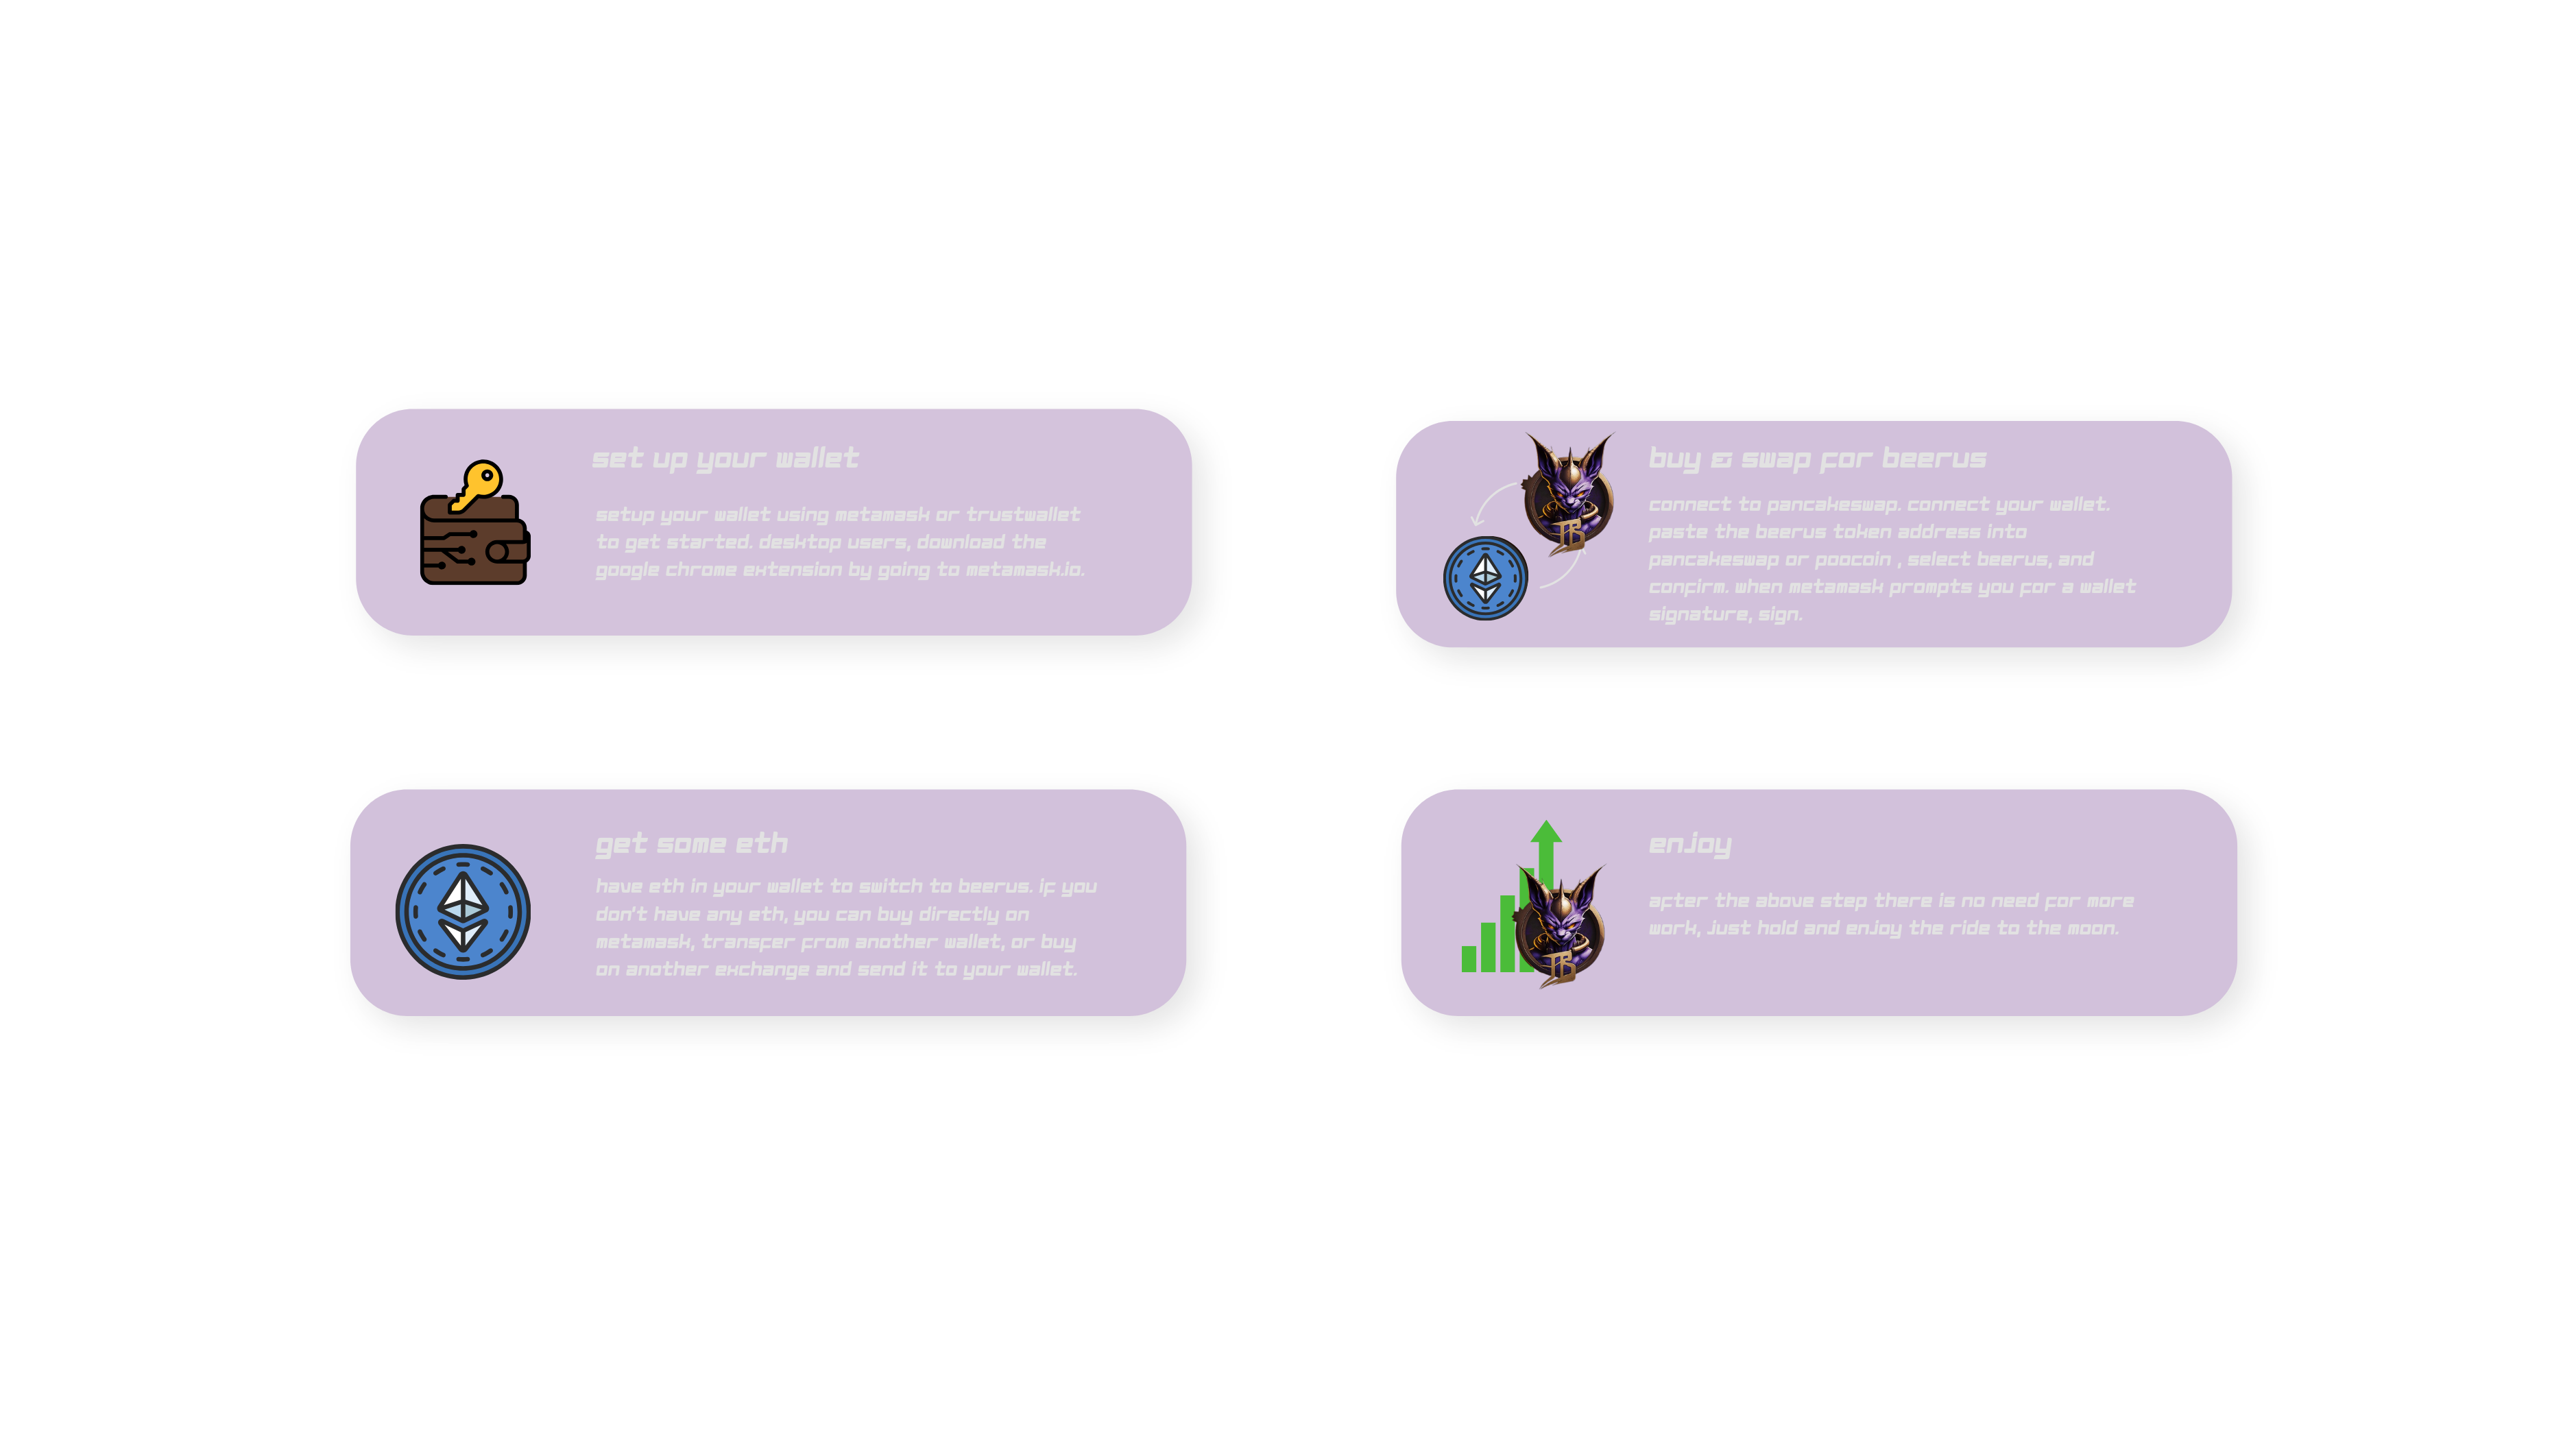 set up your wallet
setup your wallet using metamask or trustwallet
to get started. desktop users, download the
google chrome extension by going to metamask.io.
get some eth
have eth in your wallet to switch to beerus. if you
don't have any eth, you can buy directly on
metamask, transfer from another wallet, or buy
on another exchange and send it to your wallet.
buy & swap for beerus
connect to pancakeswap. connect your wallet.
paste the beerus token address into
pancakeswap or poocoin , select beerus, and
confirm. when metamask prompts you for a wallet
signature, sign.
enjoy
after the above step there is no need for more
work, just hold and enjoy the ride to the moon.